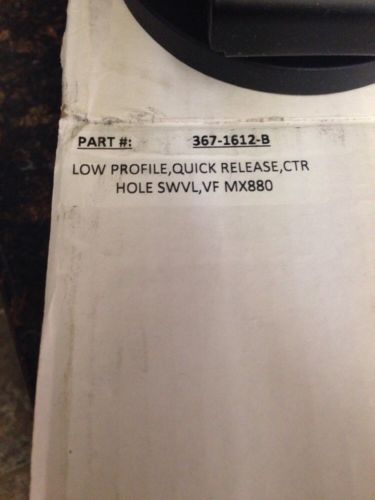 PART #: 367-1612-B
LOW PROFILE,QUICK RELEASE,CTR
HOLE SWVL,VF MX880